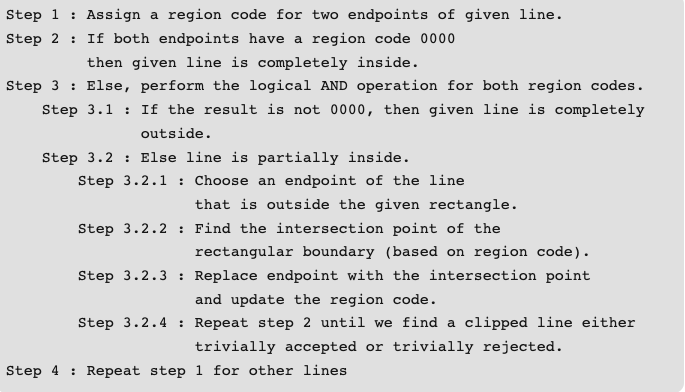 Step 1 : Assign a region code for two endpoints of given line.
Step 2 : If both endpoints have a region code 0000
then given line is completely inside.
Step 3 : Else, perform the logical AND operation for both region codes.
Step 3.1 : If the result is not 0000, then given line is completely
outside.
Step 3.2 : Else line is partially inside.
Step 3.2.1 : Choose an endpoint of the line
that is outside the given rectangle.
Step 3.2.2 : Find the intersection point of the
rectangular boundary (based on region code).
Step 3.2.3 : Replace endpoint with the intersection point
and update the region code.
Step 3.2.4 : Repeat step 2 until we find a clipped line either
trivially accepted or trivially rejected.
Step 4 : Repeat step 1 for other lines